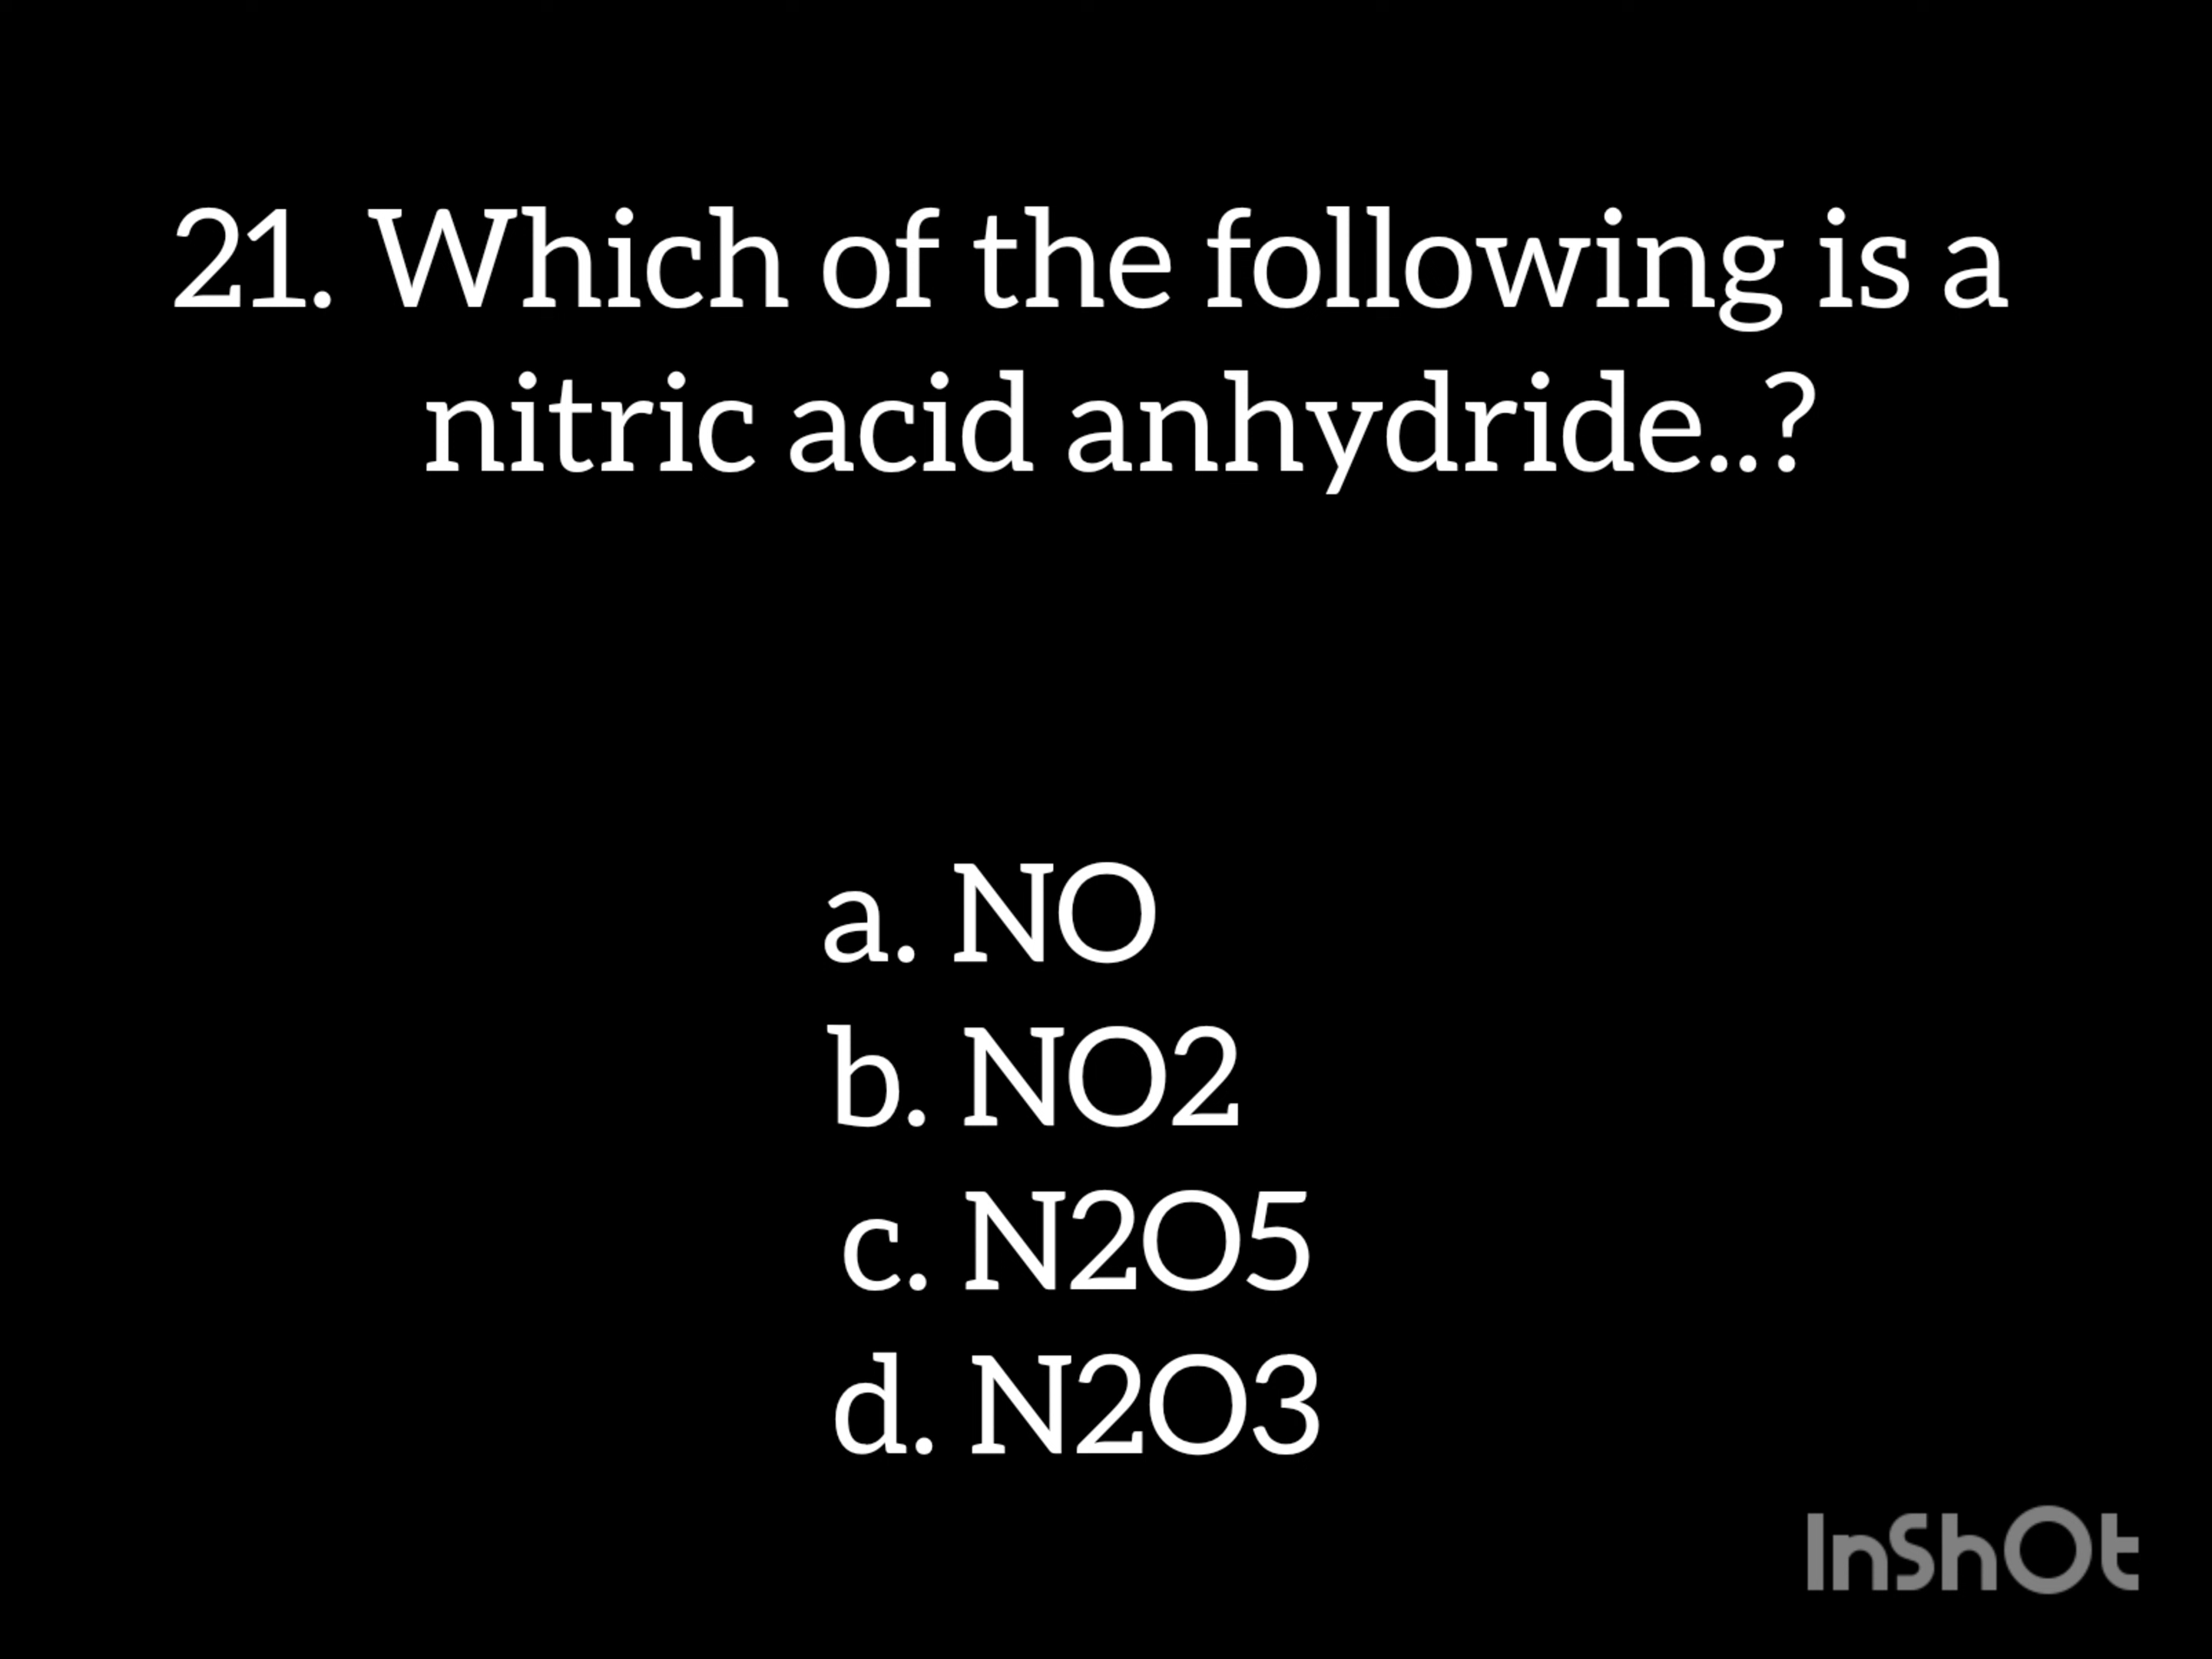 21. Which of the following is a
nitric acid anhydride..?
a. NO
b. NO2
c. N2O5
d. N2O3
InShOt